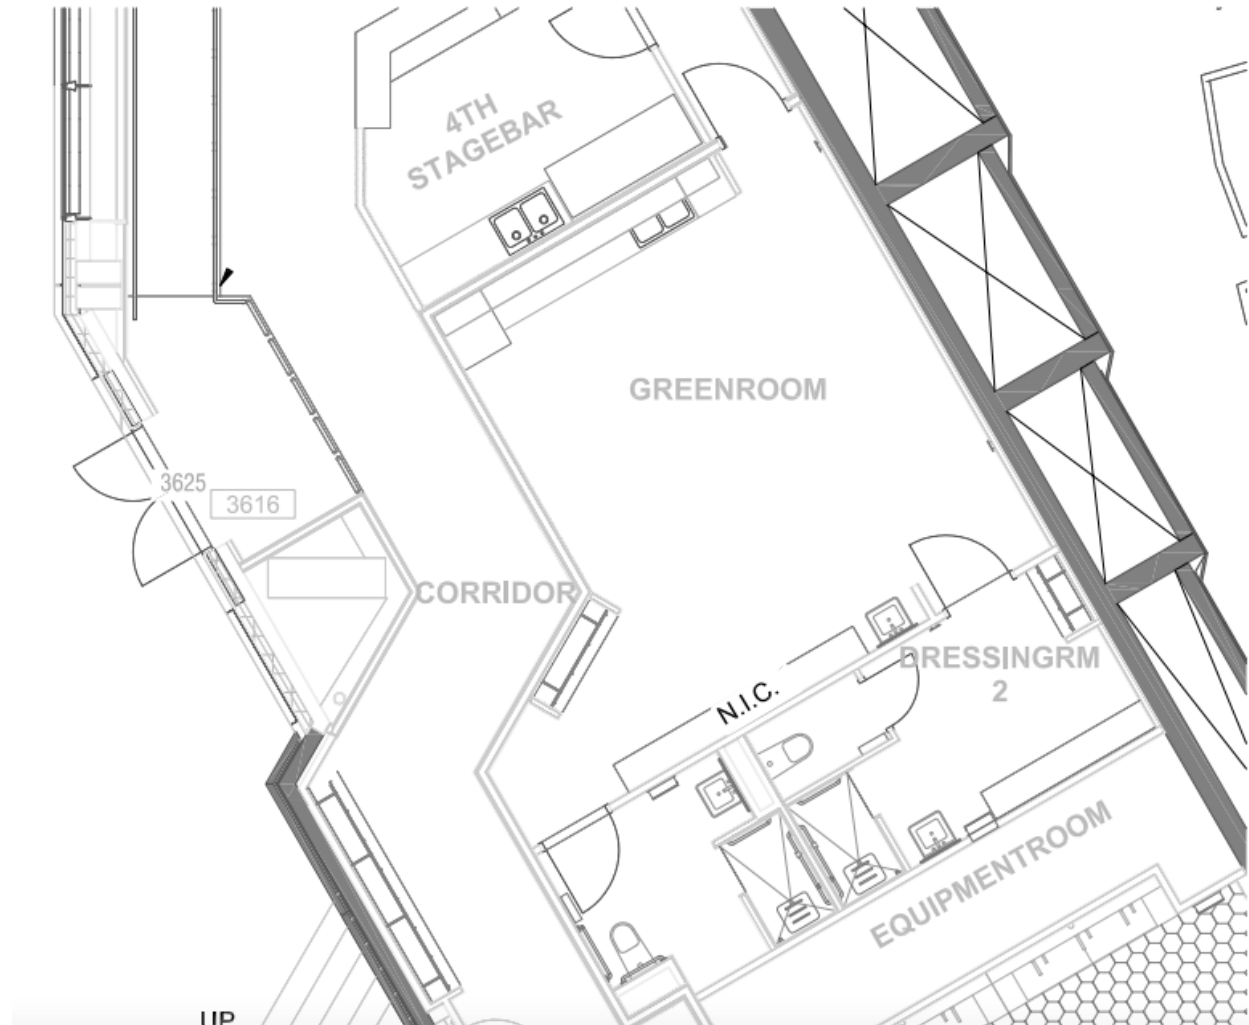 4TH
STAGEBAR
GREENROOM
3625
3616
CORRIDOR
DRESSINGRM
2
N.I.C.
EQUIPMENTROOM
UP